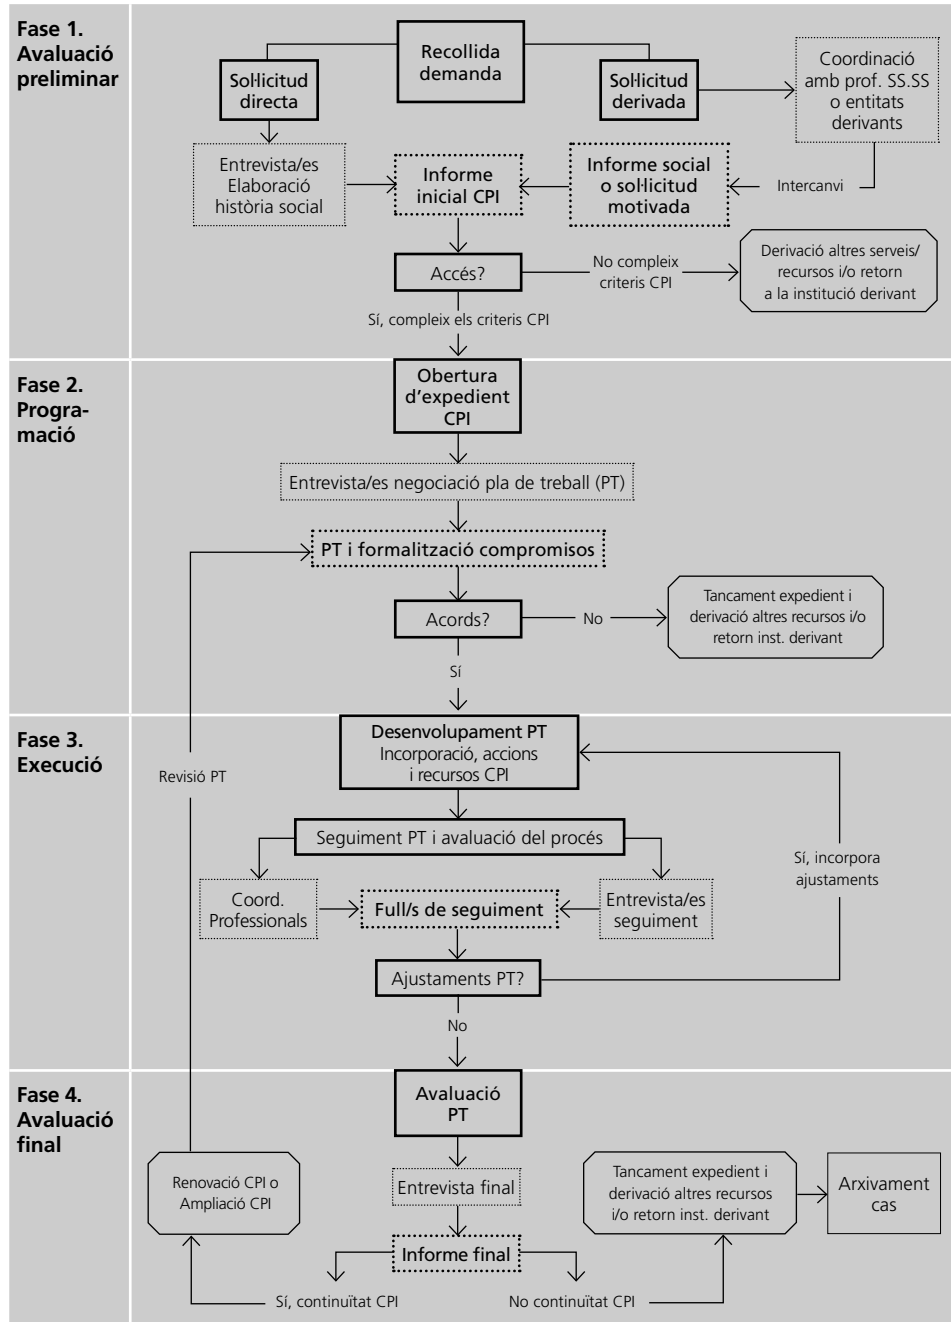 Fase 1.
Avaluació
preliminar
Recollida
demanda
Sol·licitud
directa
Sol·licitud
derivada
Coordinació
amb prof. SS.SS
o entitats
derivants
Entrevista/es
Elaboració
història social
Informe
inicial CPI
Informe social
o sol·licitud
motivada
Intercanvi
Accés?
No compleix
criteris CPI
Derivació altres serveis/
recursos i/o retorn
a la institució derivant
Sí, compleix els criteris CPI
Fase 2.
Progra-
mació
Obertura
d'expedient
CPI
Entrevista/es negociació pla de treball (PT)
PT i formalització compromisos
Acords?
No
Tancament expedient i
derivació altres recursos i/o
retorn inst. derivant
Sí
Fase 3.
Execució
Desenvolupament PT
Incorporació, accions
i recursos CPI
Revisió PT
Seguiment PT i avaluació del procés
Coord.
Professionals
Full/s de seguiment
Entrevista/es
seguiment
Sí, incorpora
ajustaments
Ajustaments PT?
No
Fase 4.
Avaluació
final
Avaluació
PT
Renovació CPI o
Ampliació CPI
Entrevista final
Tancament expedient i
derivació altres recursos
i/o retorn inst. derivant
Arxivament
cas
Informe final
Sí, continuïtat CPI
No continuïtat CPI